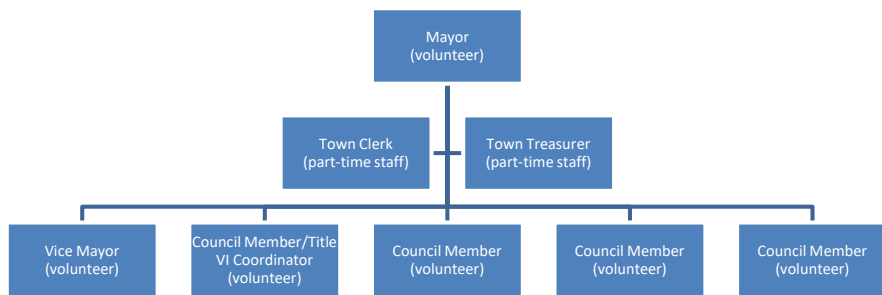 Mayor
(volunteer)
Town Clerk
(part-time staff)
Town Treasurer
(part-time staff)
Vice Mayor
(volunteer)
Council Member/Title
VI Coordinator
(volunteer)
Council Member
(volunteer)
Council Member
(volunteer)
Council Member
(volunteer)